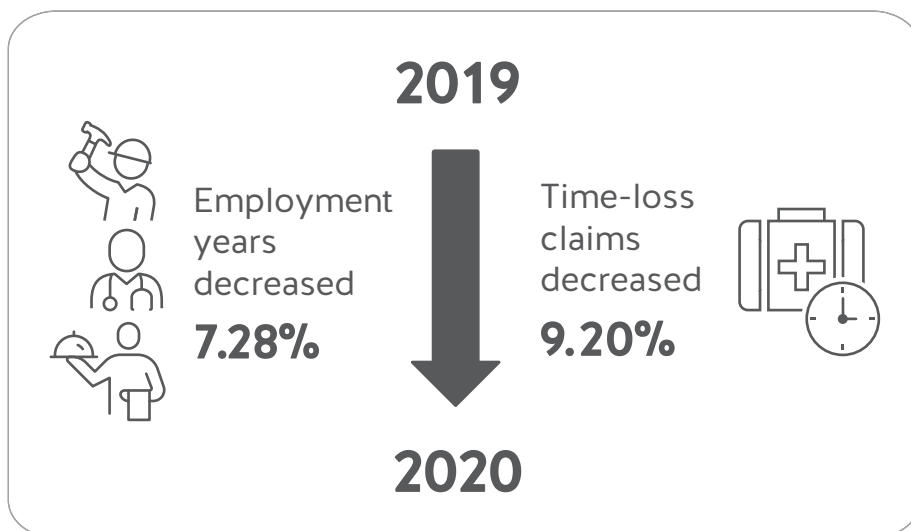 2019
Employment
years
decreased
7.28%
Time-loss
claims
decreased
9.20%
2020